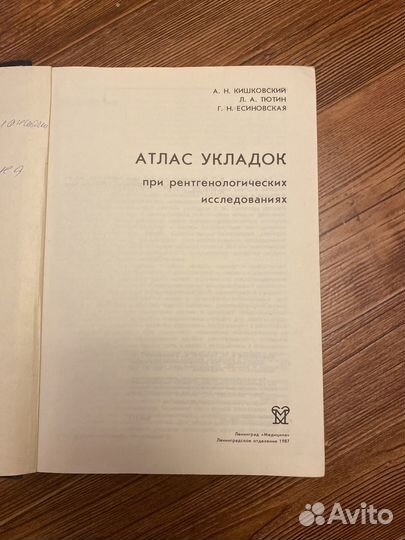 А. Н. КИШКОВСКИЙ
Л. А. ТЮТИН
Г. Н. ЕСИНОВСКАЯ
АТЛАС УКЛАДОК
при рентгенологических
исследованиях
Ленинград «Медицина»
Ленинградское отделение 1987
Avito